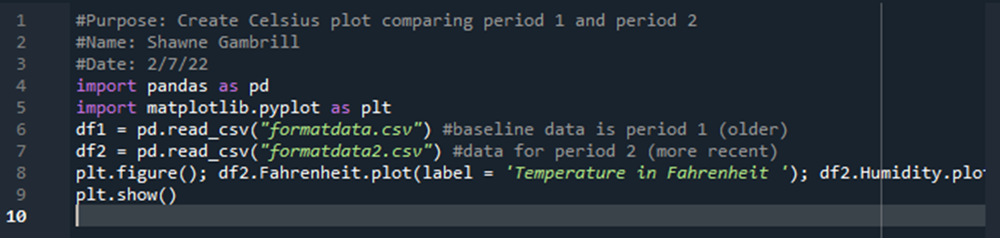 1 #Purpose: Create Celsius plot comparing period 1 and period 2
2 #Name: Shawne Gambrill
3 #Date: 2/7/22
4 import pandas as pd
5 import matplotlib.pyplot as plt
6 df1 = pd.read_csv("formatdata.csv") #baseline data is period 1 (older)
7 df2 = pd.read_csv("formatdata2.csv") #data for period 2 (more recent)
8 plt.figure(); df2.Fahrenheit.plot(label = 'Temperature in Fahrenheit '); df2.Humidity.plo
9 plt.show()
10